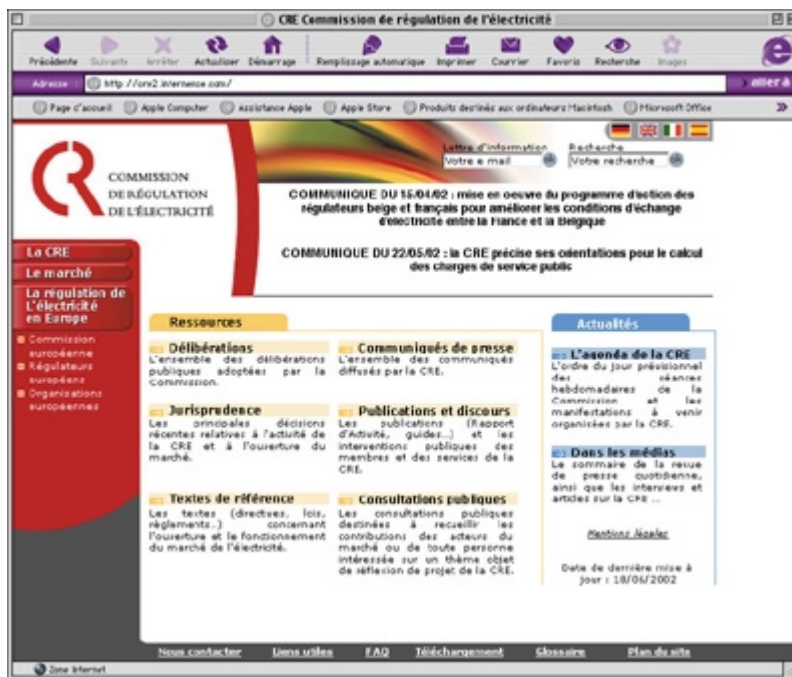 CRE Commission de régulation de l'électricité
Précédente Suivante Arrêter Actualiser Démarrage Remplissage automatique Imprimer Courrier Favoris Recherche Images
Adresse : http://cre2.internence.com/ aller à
Page d'accueil Apple Computer Assistance Apple Apple Store Produits destinés aux ordinateurs Macintosh Microsoft Office
Lettre d'information Recherche
Votre e mail ok Votre recherche ok
COMMISSION
DE RÉGULATION
DE L'ÉLECTRICITÉ
COMMUNIQUE DU 15/04/02 : mise en oeuvre du programme d'action des
régulateurs belge et français pour améliorer les conditions d'échange
d'électricité entre la France et la Belgique
COMMUNIQUE DU 22/05/02 : la CRE précise ses orientations pour le calcul
des charges de service public
La CRE
Le marché
La régulation de
L'électricité
en Europe
Commission
européenne
Régulateurs
européens
Organisations
européennes
Ressources
Délibérations
L'ensemble des délibérations
publiques adoptées par la
Commission.
Communiqués de presse
L'ensemble des communiqués
diffusés par la CRE.
Jurisprudence
Les principales décisions
récentes relatives à l'activité de
la CRE et à l'ouverture du
marché.
Publications et discours
Les publications (Rapport
d'Activité, guides...) et les
interventions publiques des
membres et des services de la
CRE.
Textes de référence
Les textes (directives, lois,
règlements...) concernant
l'ouverture et le fonctionnement
du marché de l'électricité.
Consultations publiques
Les consultations publiques
destinées à recueillir les
contributions des acteurs du
marché ou de toute personne
intéressée sur un thème objet
de réflexion de projet de la CRE.
Actualités
L'agenda de la CRE
L'ordre du jour prévisionnel
des séances
hebdomadaires de la
Commission et les
manifestations à venir
organisées par la CRE.
Dans les médias
Le sommaire de la revue
de presse quotidienne,
ainsi que les interviews et
articles sur la CRE ...
Mentions légales
Date de dernière mise à
jour : 18/06/2002
Nous contacter Liens utiles FAQ Téléchargement Glossaire Plan du site
Zone Internet